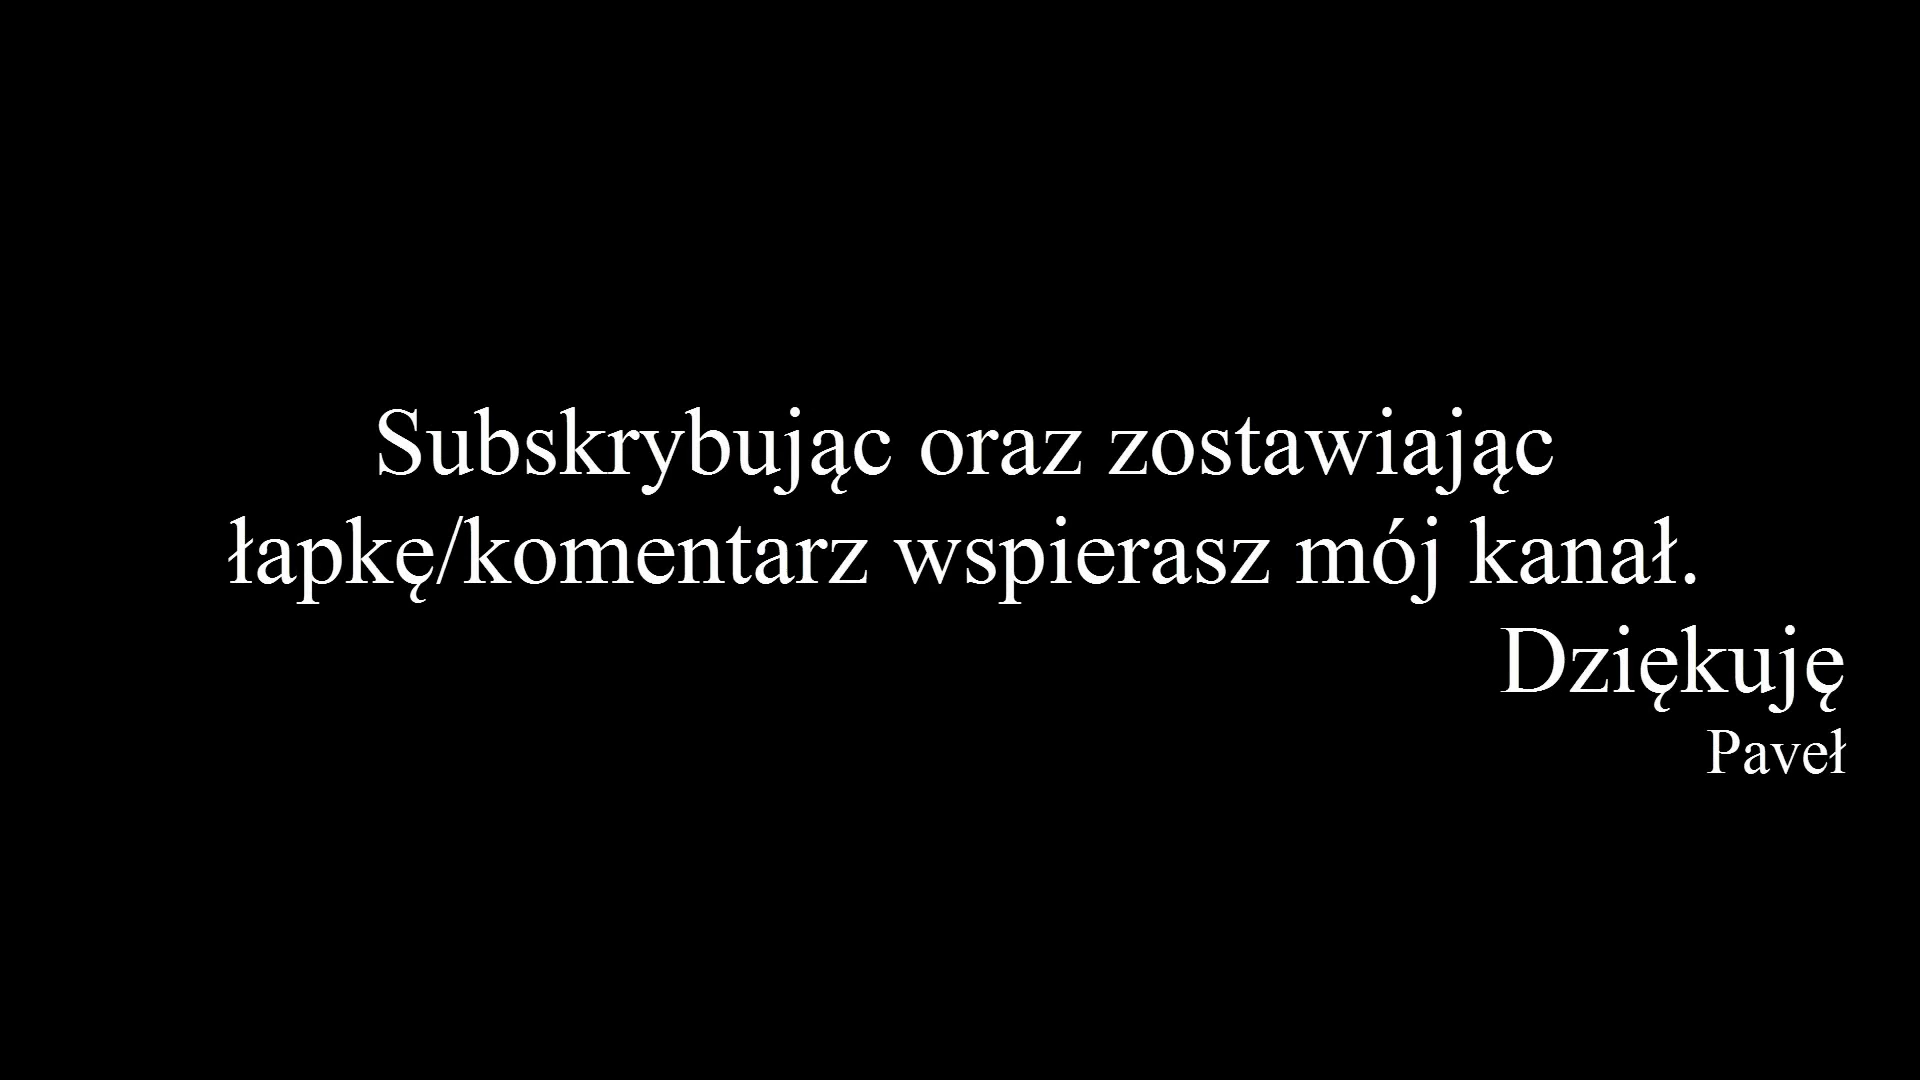 Subskrybując oraz zostawiając
łapkę/komentarz wspierasz mój kanał.
Dziękuję
Paveł